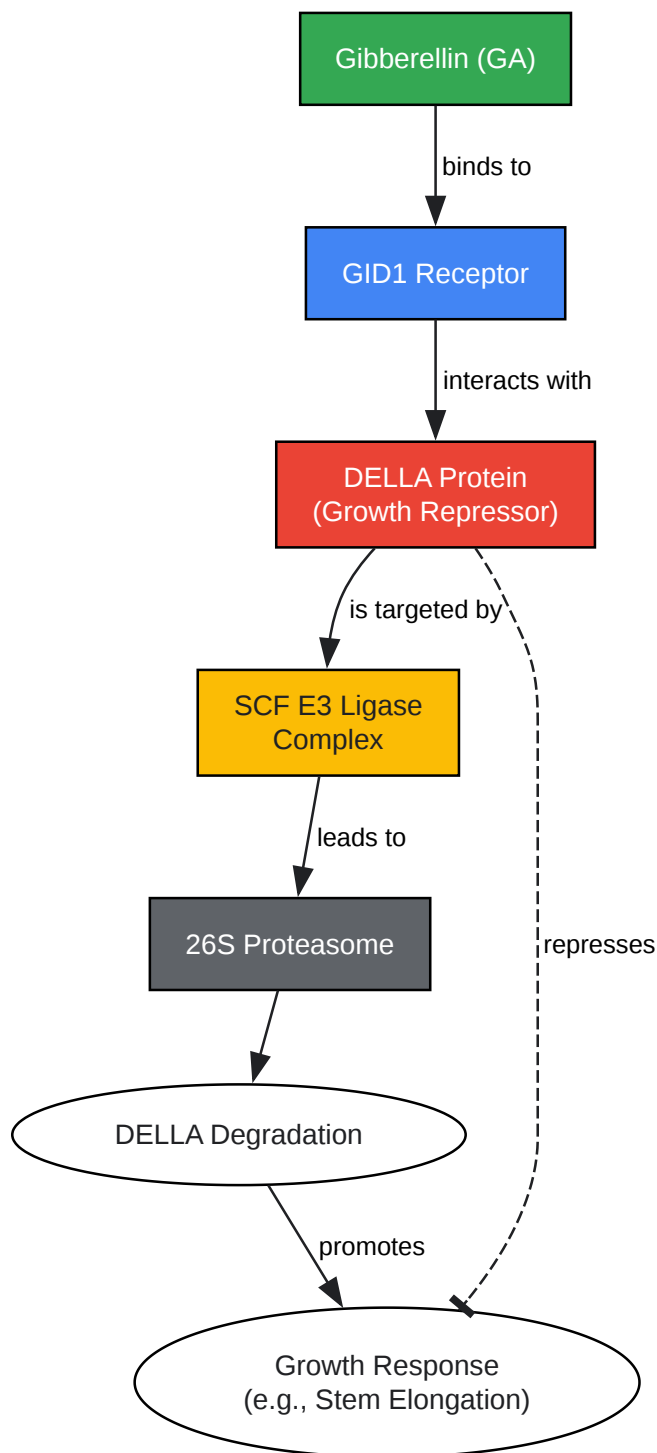 Gibberellin (GA)
binds to
GID1 Receptor
interacts with
DELLA Protein
(Growth Repressor)
is targeted by
SCF E3 Ligase
Complex
leads to
26S Proteasome
represses
DELLA Degradation
promotes
Growth Response
(e.g., Stem Elongation)